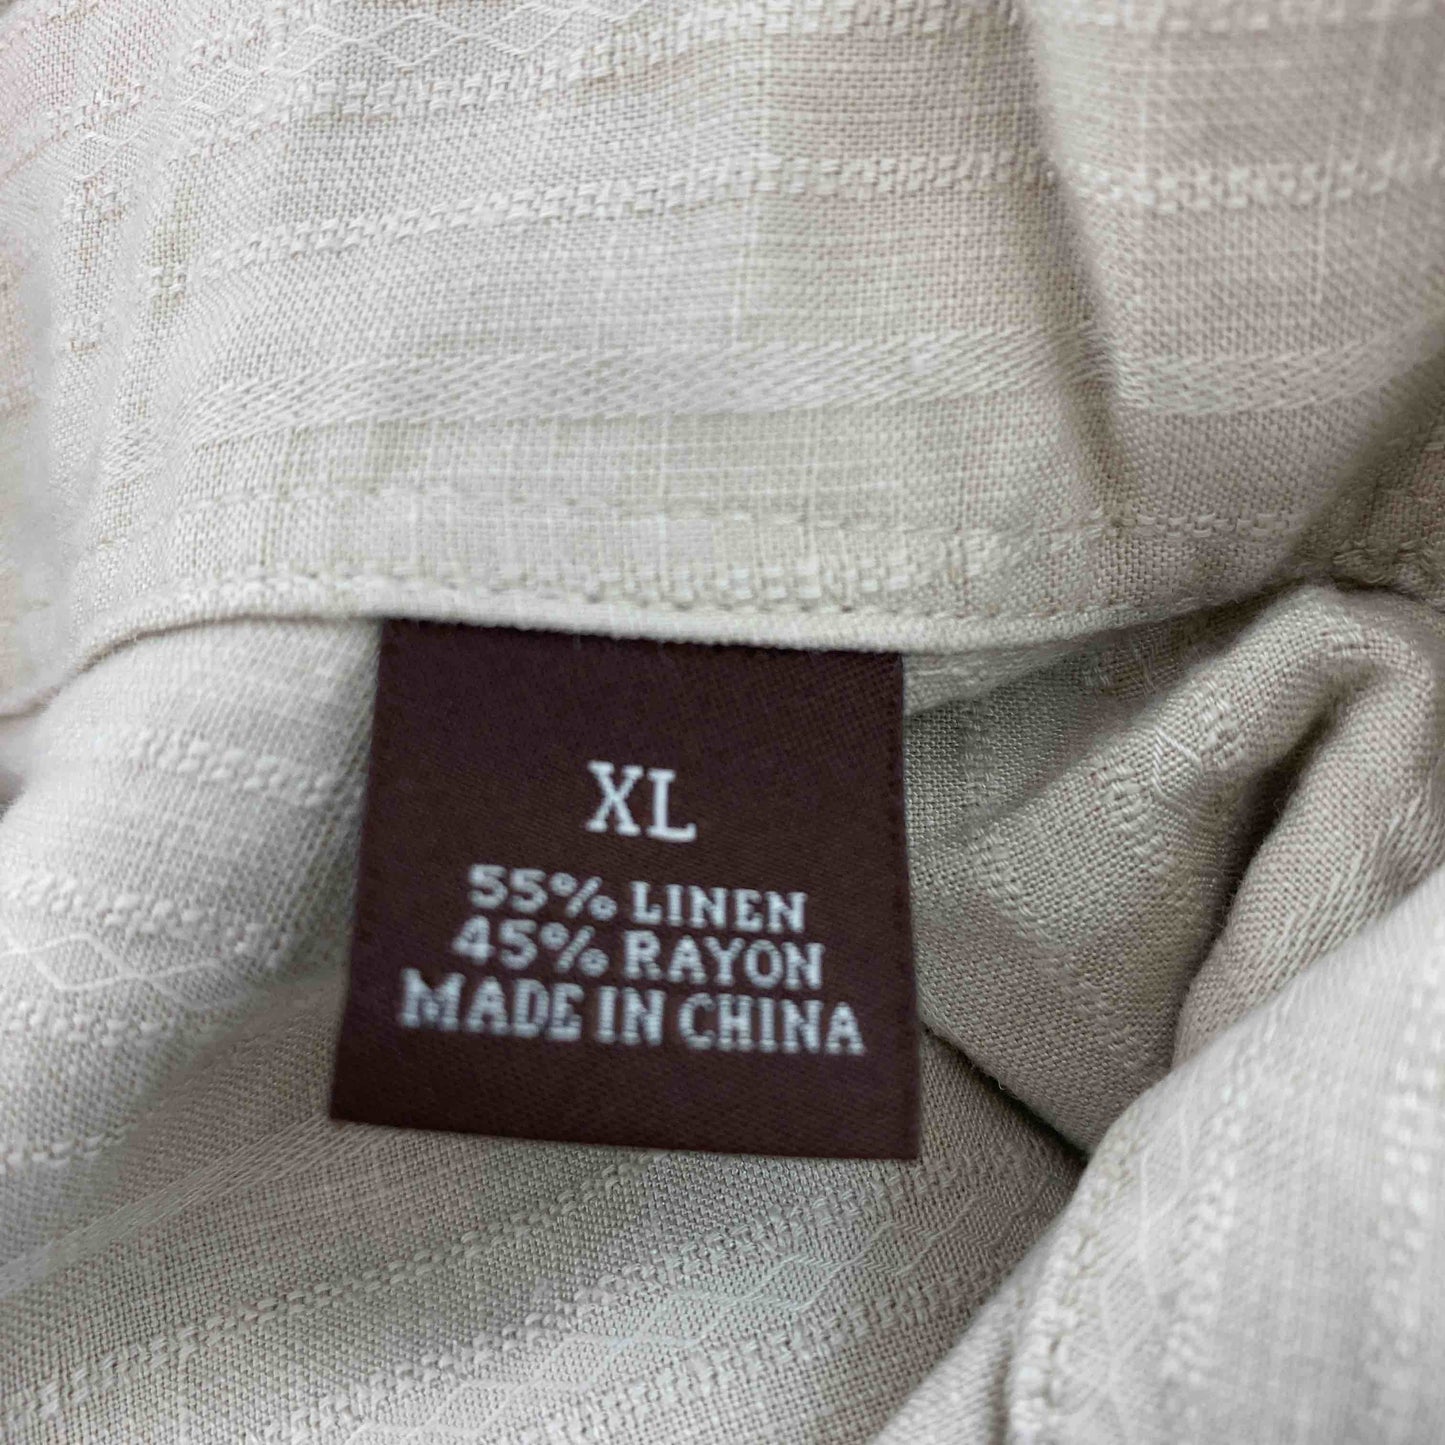 XL
55% LINEN
45% RAYON
MADE IN CHINA